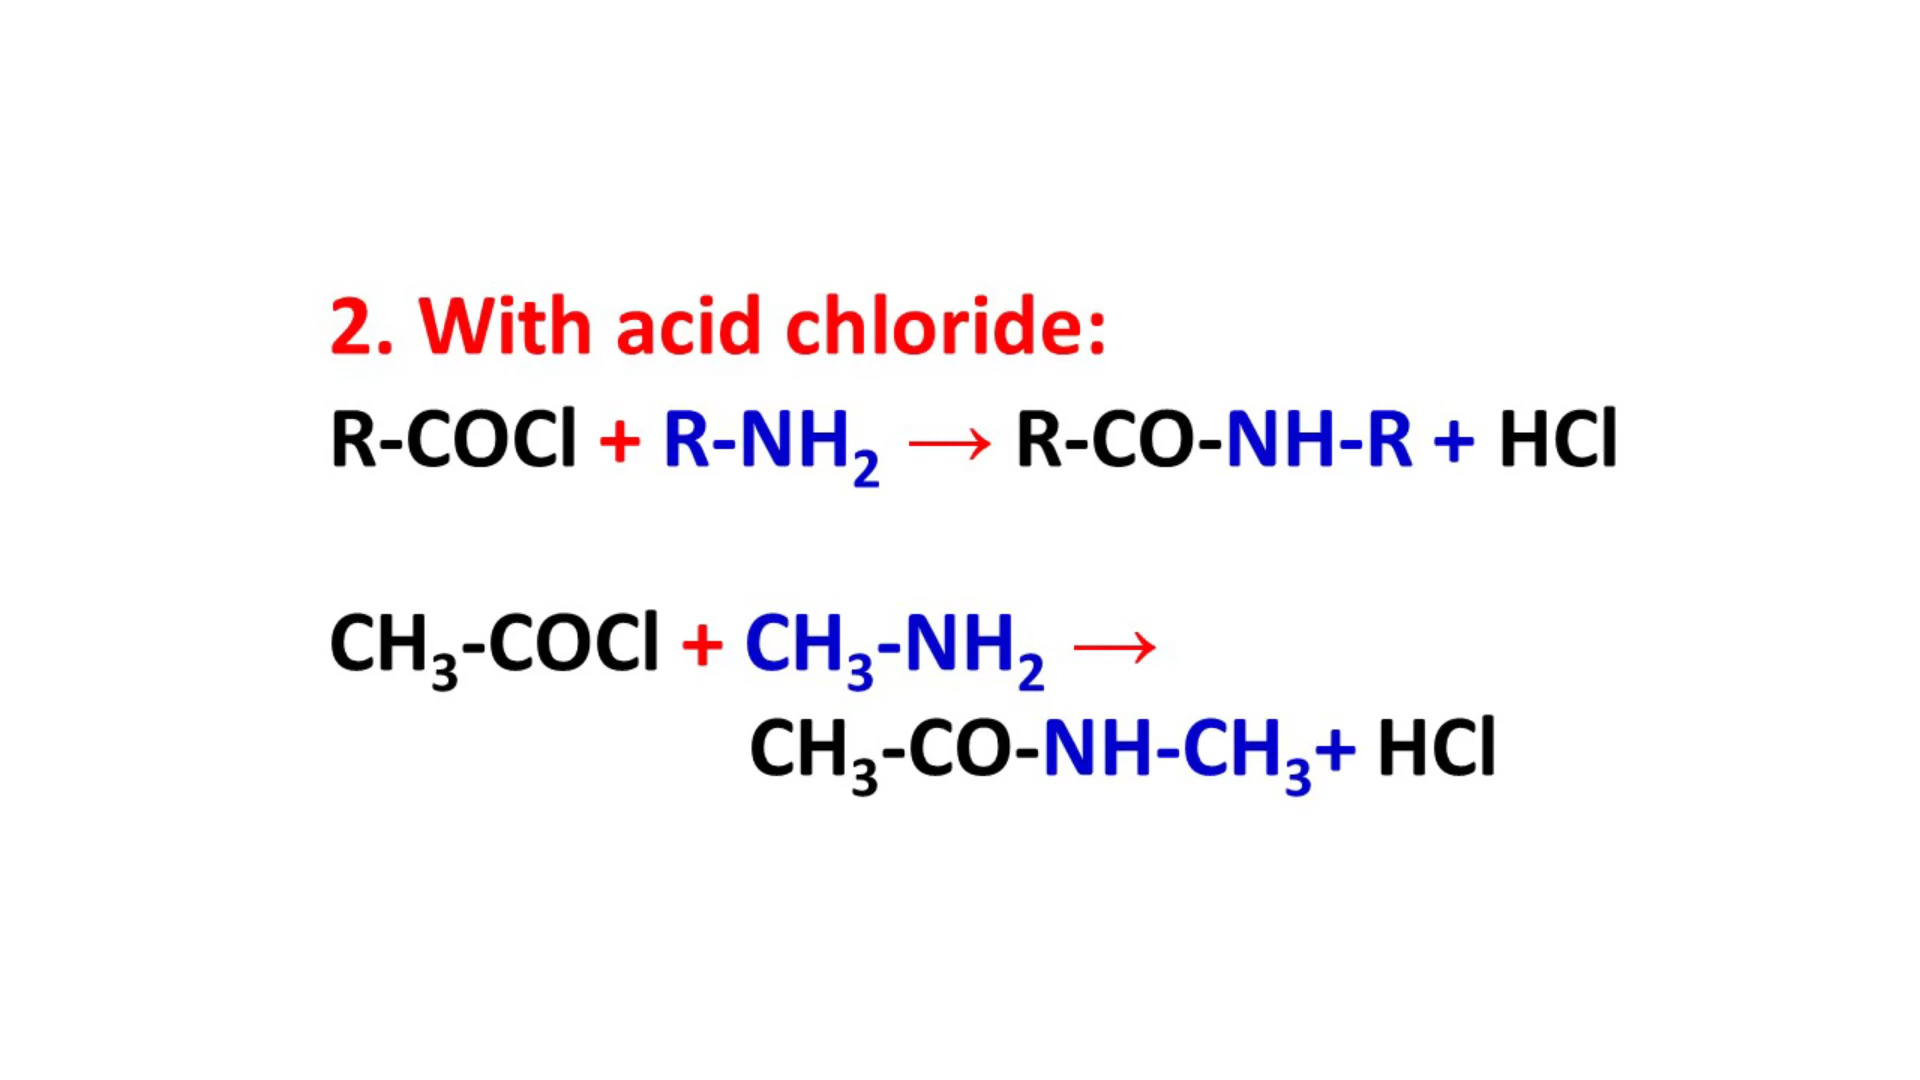 2. With acid chloride:
R-COCl + R-NH₂ → R-CO-NH-R + HCl
CH₃-COCl + CH₃-NH₂ →
CH₃-CO-NH-CH₃+ HCl